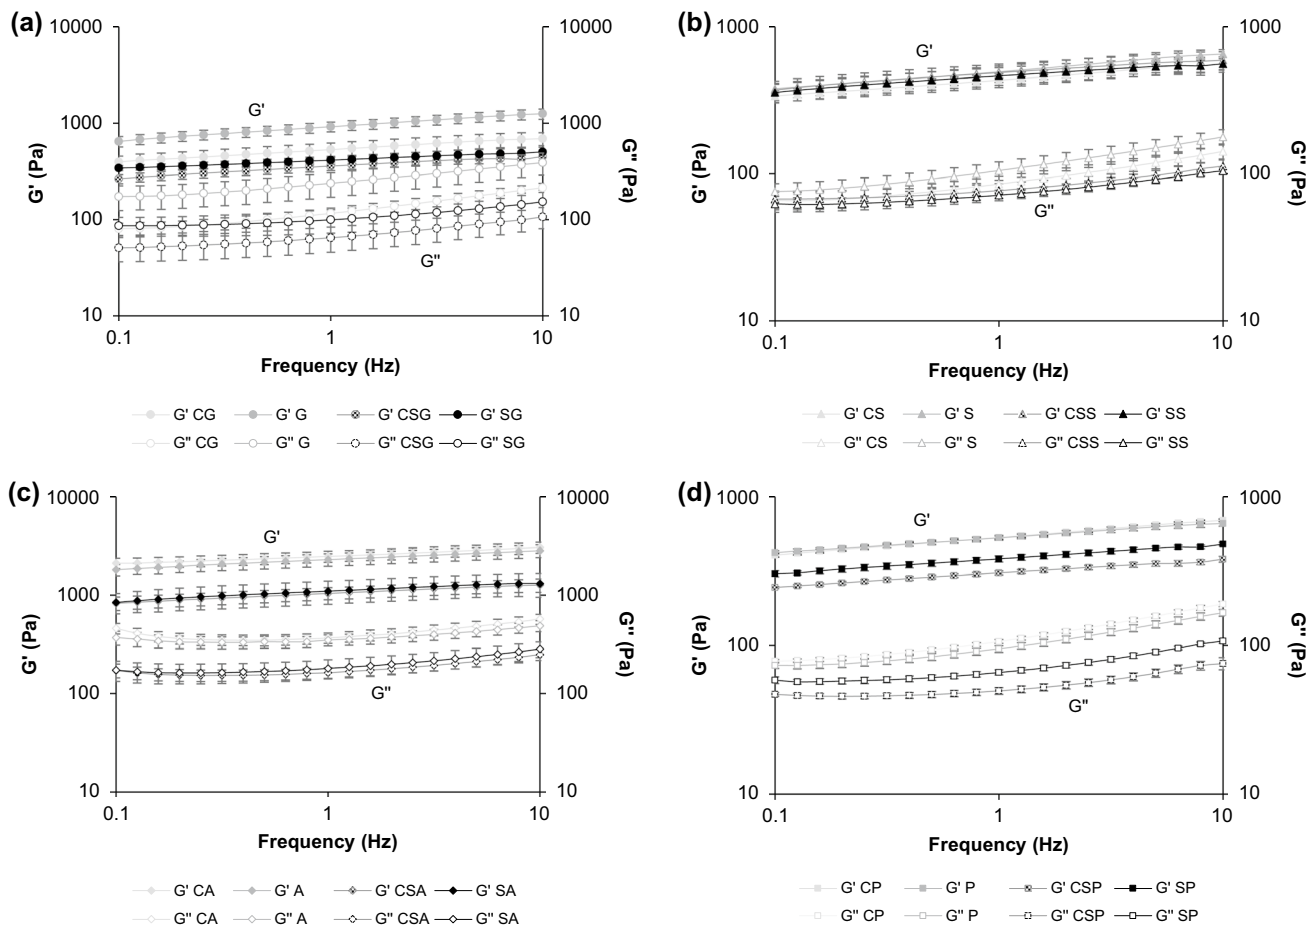 (a)
10000
1000
100
10
G' (Pa)
G'
G''
10000
1000
100
10
G'' (Pa)
0.1
1
10
Frequency (Hz)
G' CG
G' G
G' CSG
G' SG
G'' CG
G'' G
G'' CSG
G'' SG
(b)
1000
100
10
G' (Pa)
G'
G''
1000
100
10
G'' (Pa)
0.1
1
10
Frequency (Hz)
G' CS
G' S
G' CSS
G' SS
G'' CS
G'' S
G'' CSS
G'' SS
(c)
10000
1000
100
10
G' (Pa)
G'
G''
10000
1000
100
10
G'' (Pa)
0.1
1
10
Frequency (Hz)
G' CA
G' A
G' CSA
G' SA
G'' CA
G'' A
G'' CSA
G'' SA
(d)
1000
100
10
G' (Pa)
G'
G''
1000
100
10
G'' (Pa)
0.1
1
10
Frequency (Hz)
G' CP
G' P
G' CSP
G' SP
G'' CP
G'' P
G'' CSP
G'' SP